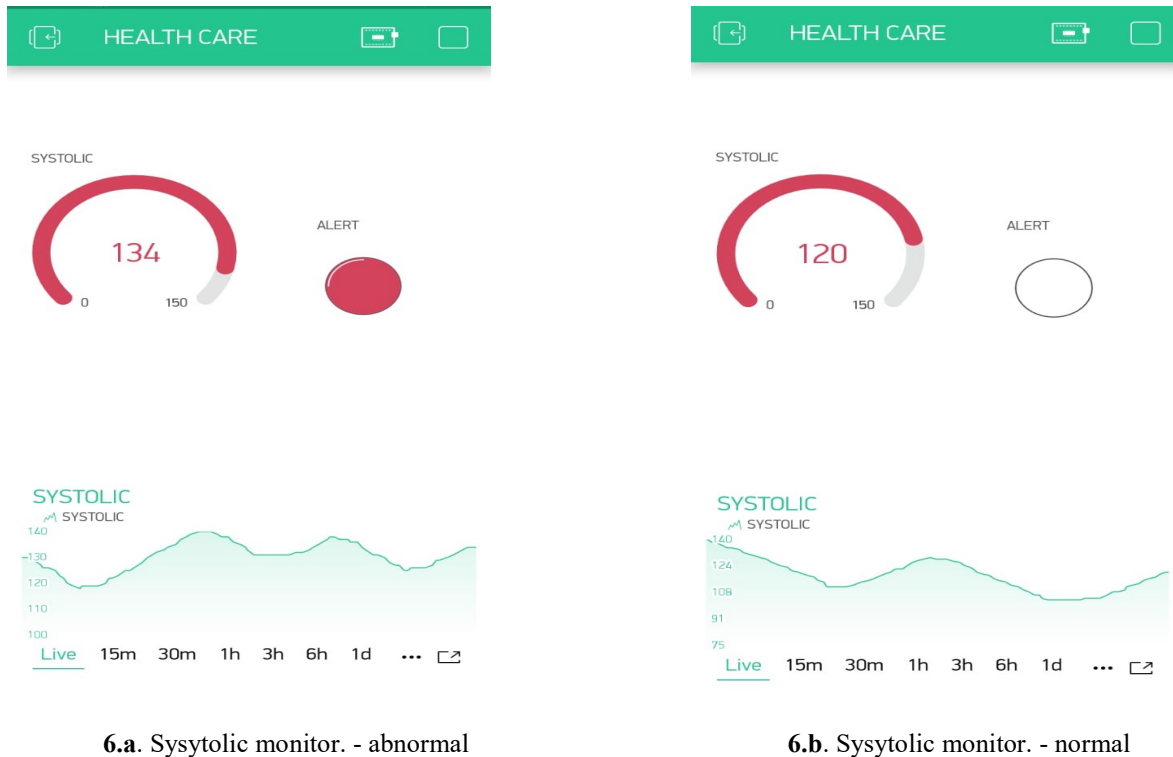 HEALTH CARE
SYSTOLIC
134
0
150
ALERT
SYSTOLIC
SYSTOLIC
140
130
120
110
100
Live 15m 30m 1h 3h 6h 1d ...
6.a. Sysytolic monitor. - abnormal
HEALTH CARE
SYSTOLIC
120
0
150
ALERT
SYSTOLIC
SYSTOLIC
140
124
108
91
75
Live 15m 30m 1h 3h 6h 1d ...
6.b. Sysytolic monitor. - normal